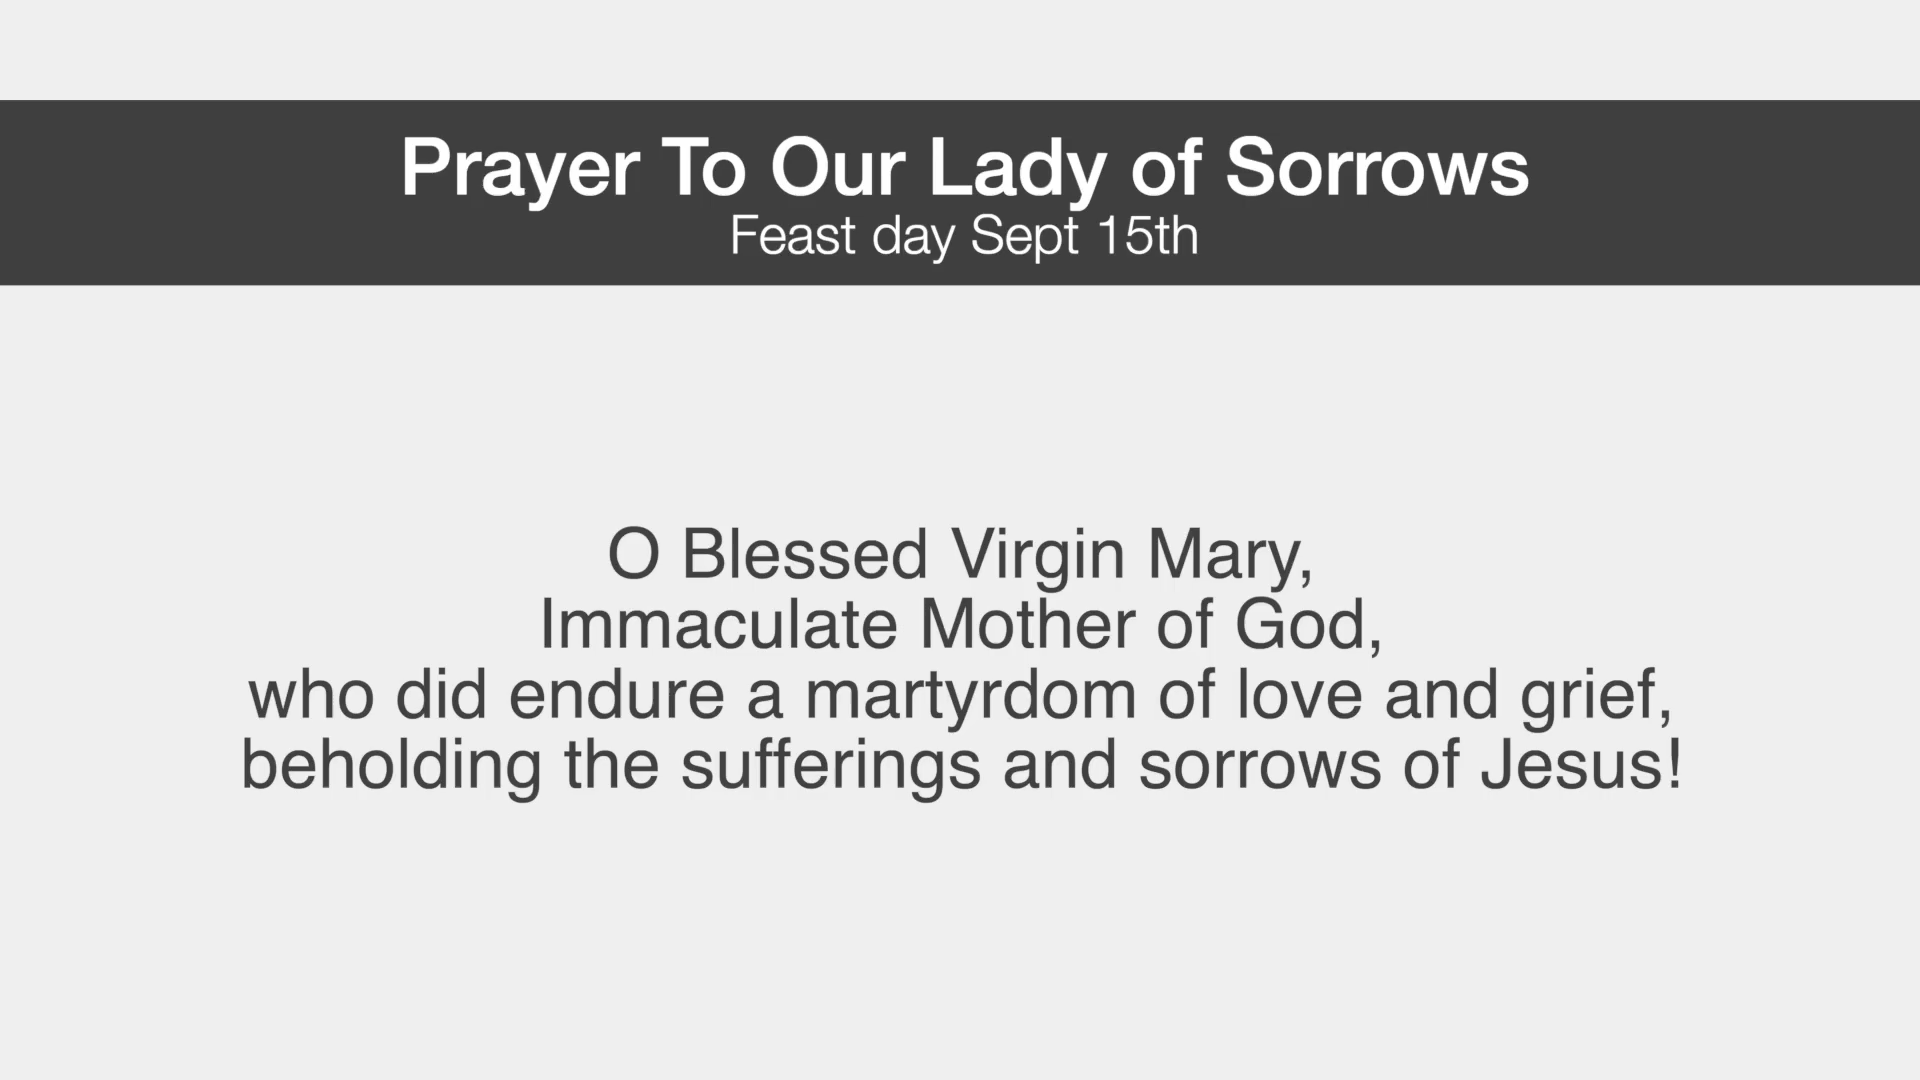 Prayer To Our Lady of Sorrows
Feast day Sept 15th
O Blessed Virgin Mary,
Immaculate Mother of God,
who did endure a martyrdom of love and grief,
beholding the sufferings and sorrows of Jesus!